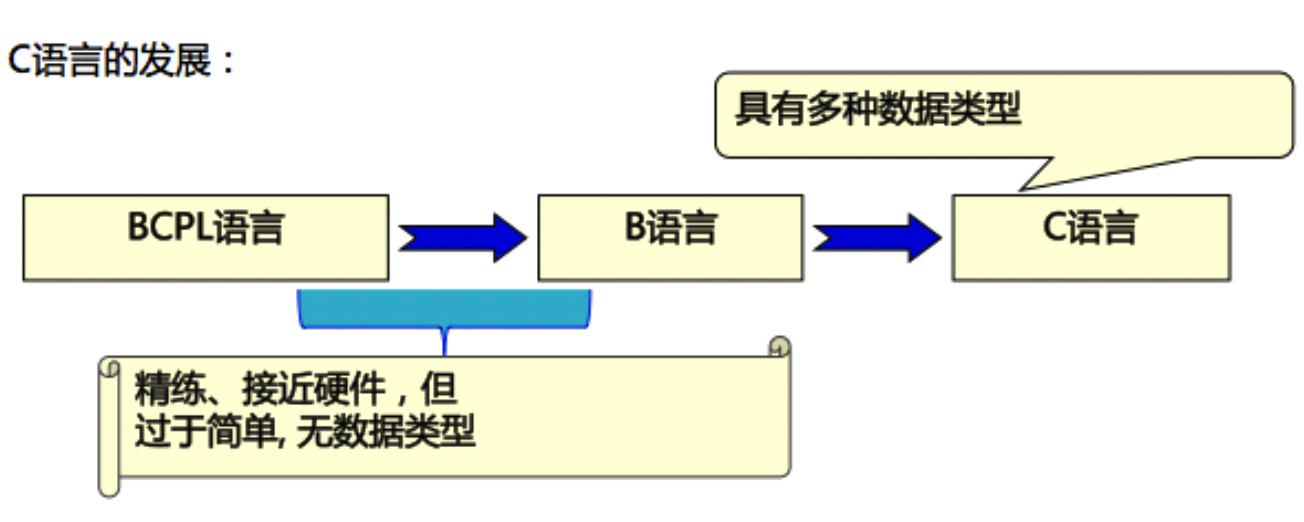 C语言的发展：
具有多种数据类型
BCPL语言
B语言
C语言
精练、接近硬件，但
过于简单, 无数据类型